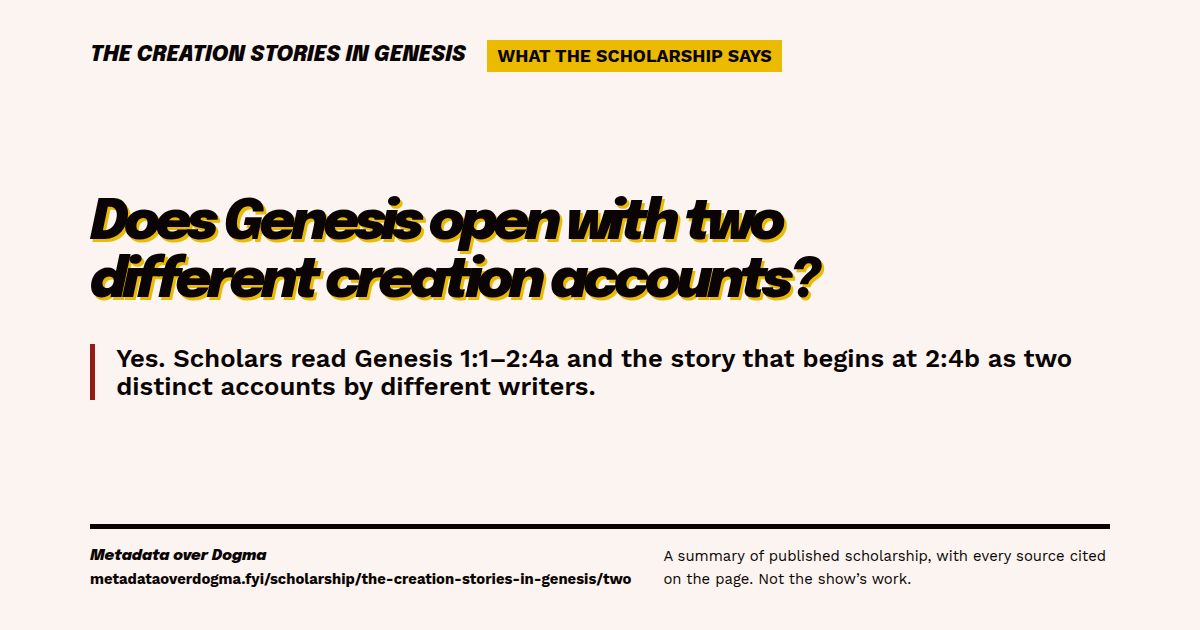 THE CREATION STORIES IN GENESIS
WHAT THE SCHOLARSHIP SAYS
Does Genesis open with two
different creation accounts?
Yes. Scholars read Genesis 1:1–2:4a and the story that begins at 2:4b as two
distinct accounts by different writers.
Metadata over Dogma
metadataoverdogma.fyi/scholarship/the-creation-stories-in-genesis/two
A summary of published scholarship, with every source cited
on the page. Not the show’s work.